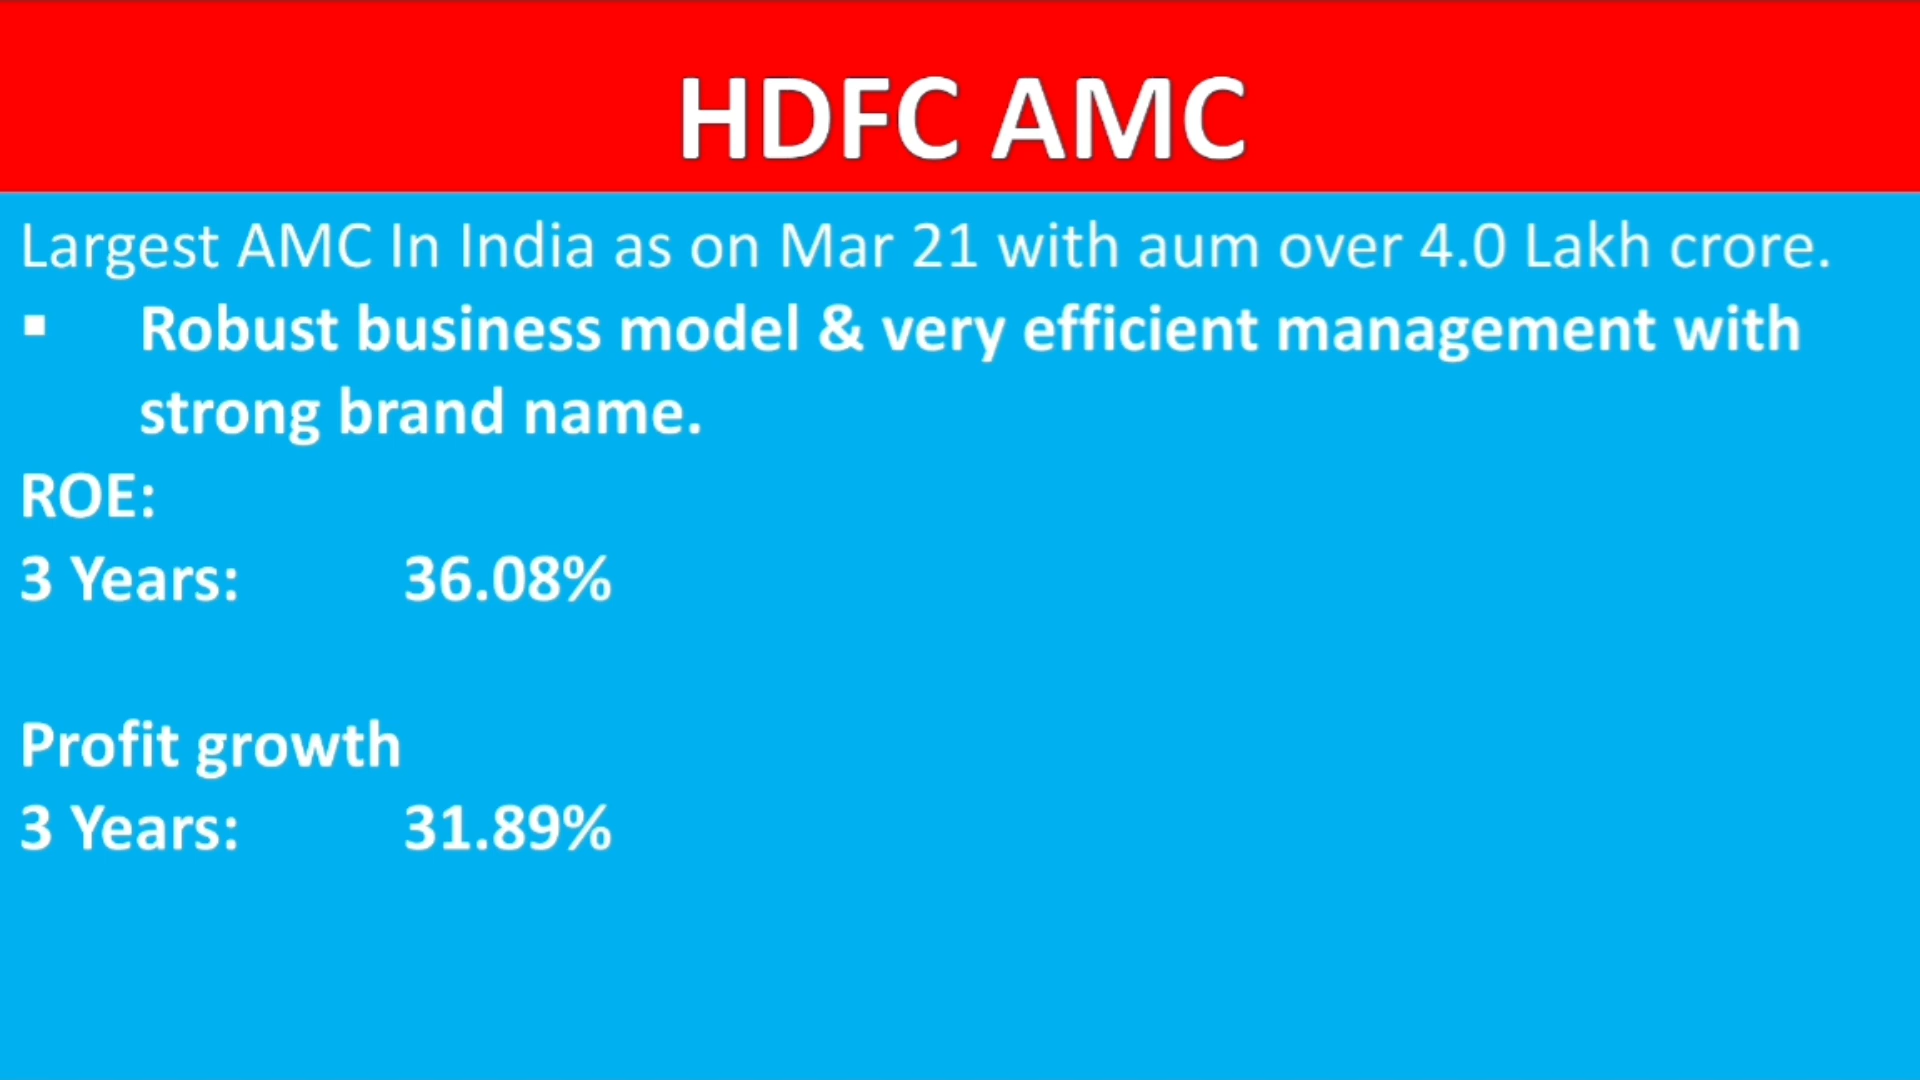 HDFC AMC
Largest AMC In India as on Mar 21 with aum over 4.0 Lakh crore.
▪ Robust business model & very efficient management with
strong brand name.
ROE:
3 Years: 36.08%
Profit growth
3 Years: 31.89%